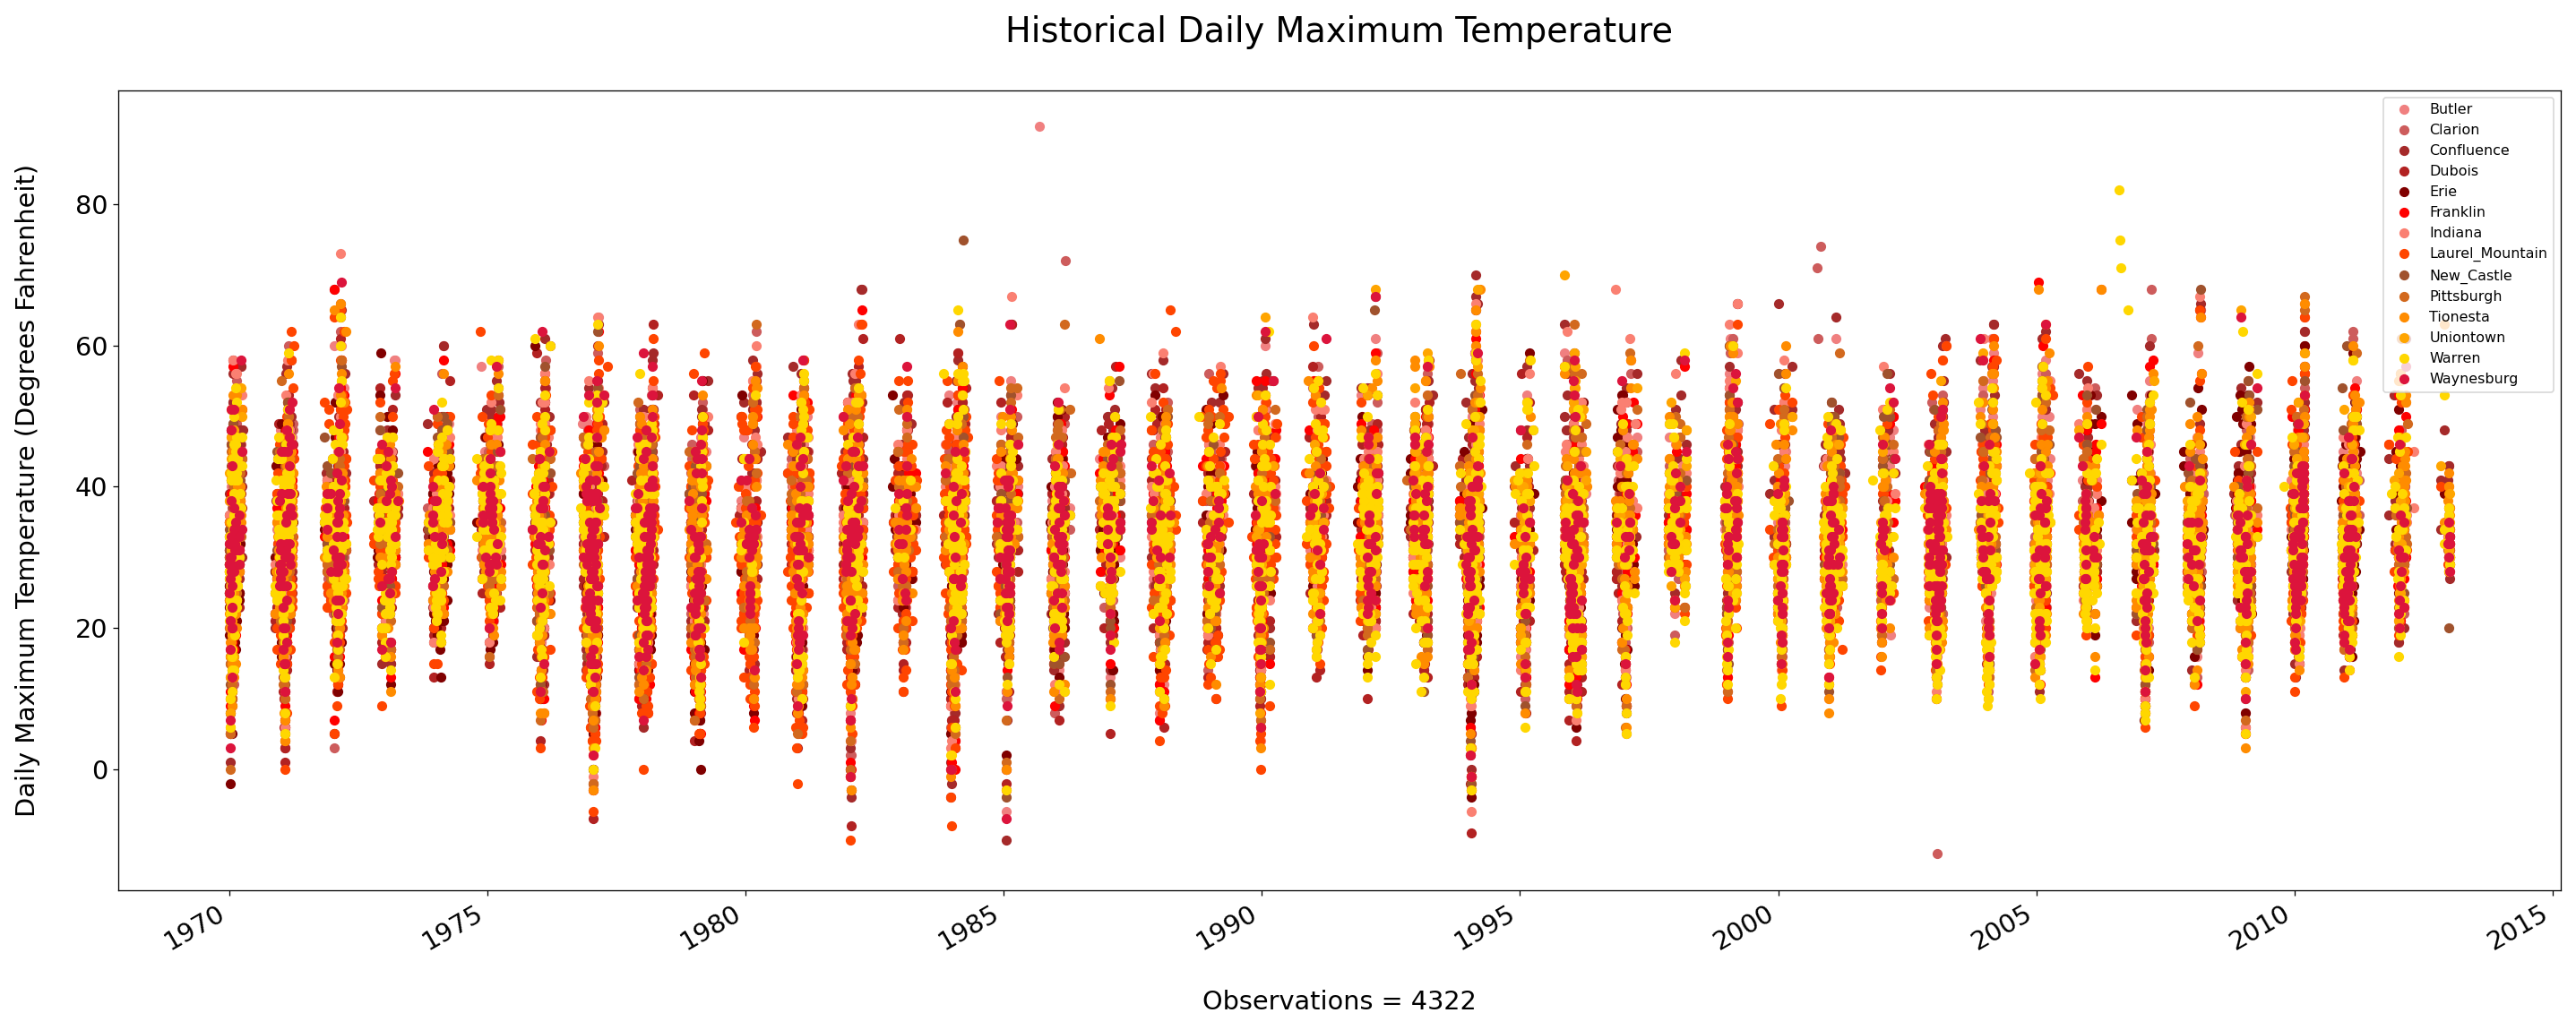 Historical Daily Maximum Temperature
Daily Maximum Temperature (Degrees Fahrenheit)
80
60
40
20
0
1970
1975
1980
1985
1990
1995
2000
2005
2010
2015
Observations = 4322
Butler
Clarion
Confluence
Dubois
Erie
Franklin
Indiana
Laurel_Mountain
New_Castle
Pittsburgh
Tionesta
Uniontown
Warren
Waynesburg